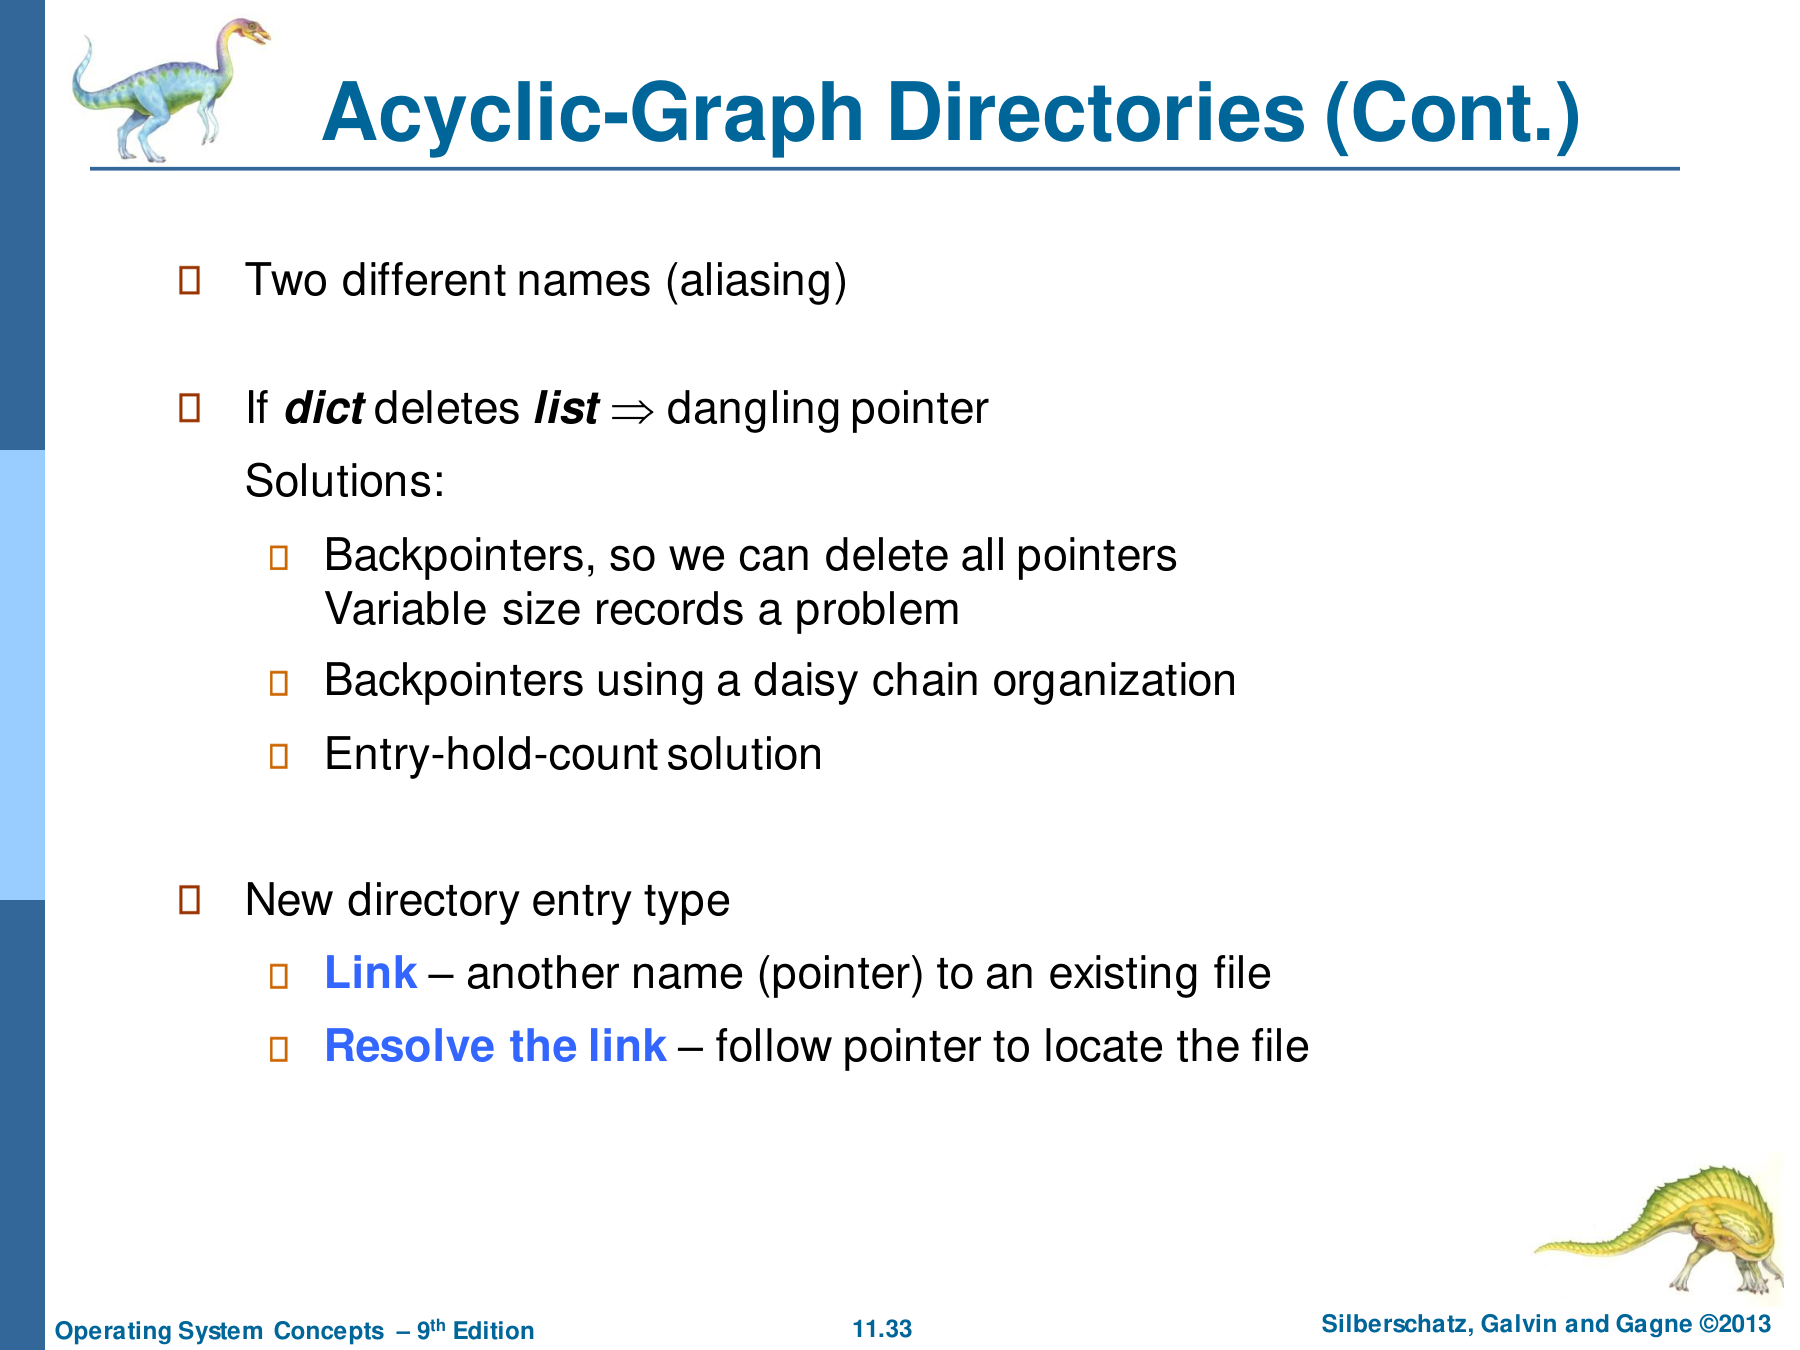 Acyclic-Graph Directories (Cont.)
Two different names (aliasing)
If dict deletes list ⇒ dangling pointer
Solutions:
Backpointers, so we can delete all pointers
Variable size records a problem
Backpointers using a daisy chain organization
Entry-hold-count solution
New directory entry type
Link – another name (pointer) to an existing file
Resolve the link – follow pointer to locate the file
Operating System Concepts – 9th Edition
11.33
Silberschatz, Galvin and Gagne ©2013